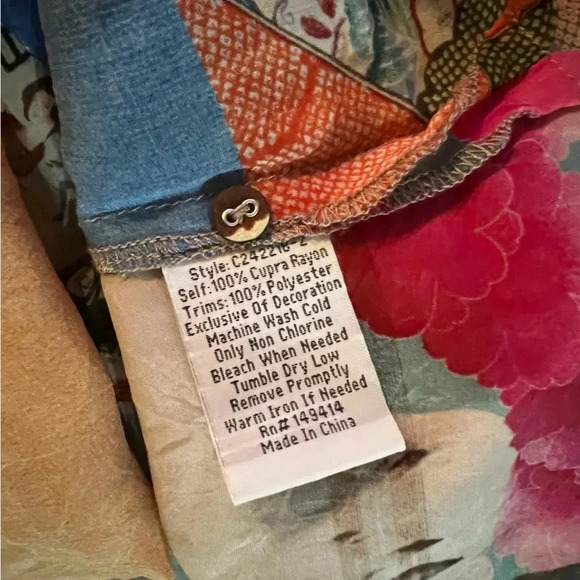 Style: C242216-2
Self:100% Cupra Rayon
Trims:100% Polyester
Exclusive Of Decoration
Machine Wash Cold
Only Non Chlorine
Bleach When Needed
Tumble Dry Low
Remove Promptly
Warm Iron If Needed
Rn# 149414
Made In China